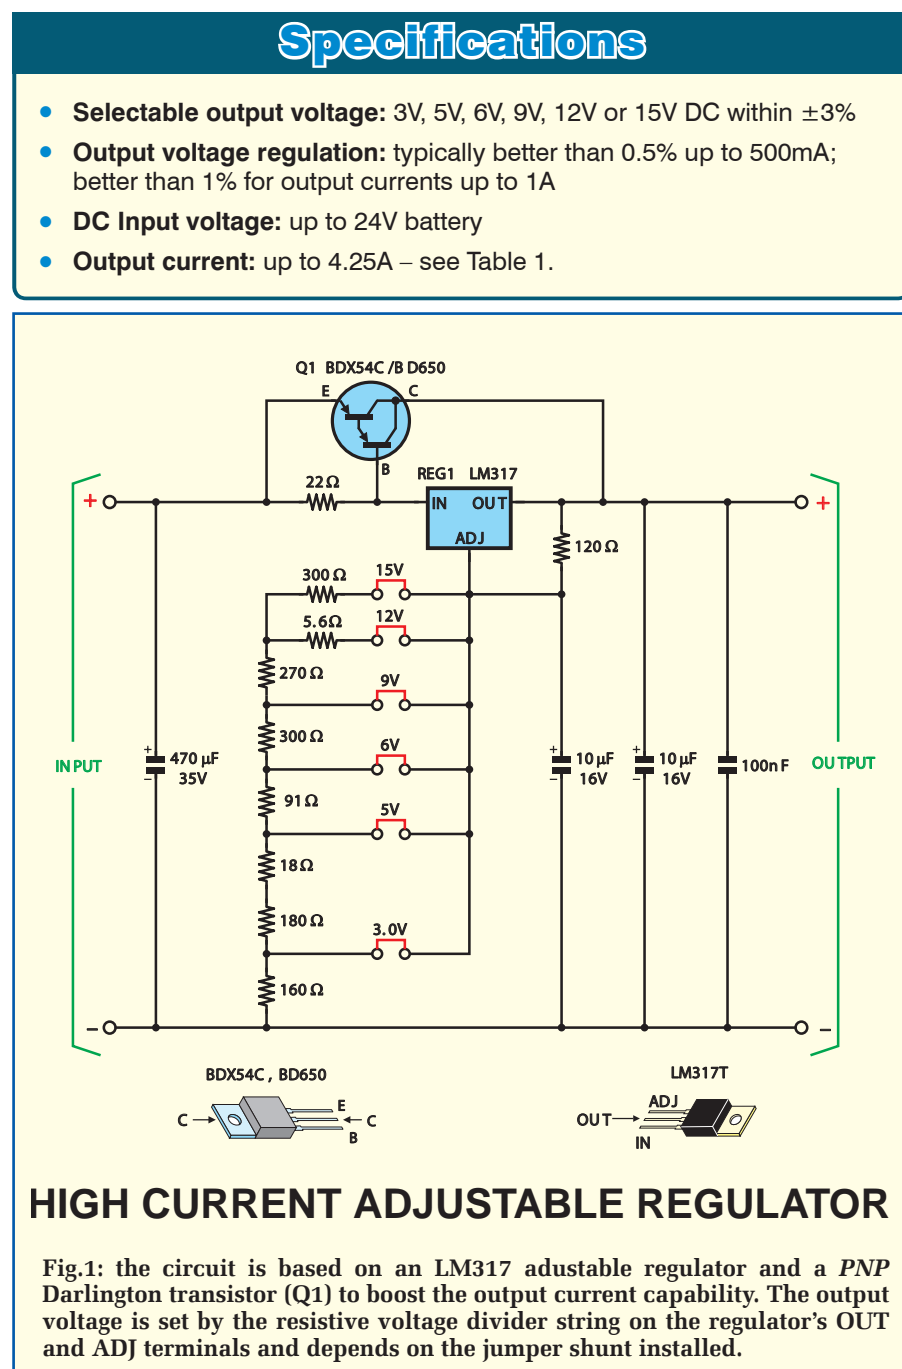 Specifications
• Selectable output voltage: 3V, 5V, 6V, 9V, 12V or 15V DC within ±3%
• Output voltage regulation: typically better than 0.5% up to 500mA;
better than 1% for output currents up to 1A
• DC Input voltage: up to 24V battery
• Output current: up to 4.25A – see Table 1.
Q1 BDX54C /B D650
E
C
B
REG1 LM317
22Ω
+
IN OUT
+
ADJ
120Ω
300Ω
15V
5.6Ω
12V
270Ω
9V
300Ω
6V
+
470 µF
35V
−
INPUT
+
10 µF
16V
−
+
10 µF
16V
−
100nF
OUTPUT
91Ω
5V
18Ω
180Ω
3.0V
160Ω
−
−
BDX54C , BD650
C
E
C
B
LM317T
ADJ
OUT
IN
HIGH CURRENT ADJUSTABLE REGULATOR
Fig.1: the circuit is based on an LM317 adustable regulator and a PNP
Darlington transistor (Q1) to boost the output current capability. The output
voltage is set by the resistive voltage divider string on the regulator’s OUT
and ADJ terminals and depends on the jumper shunt installed.